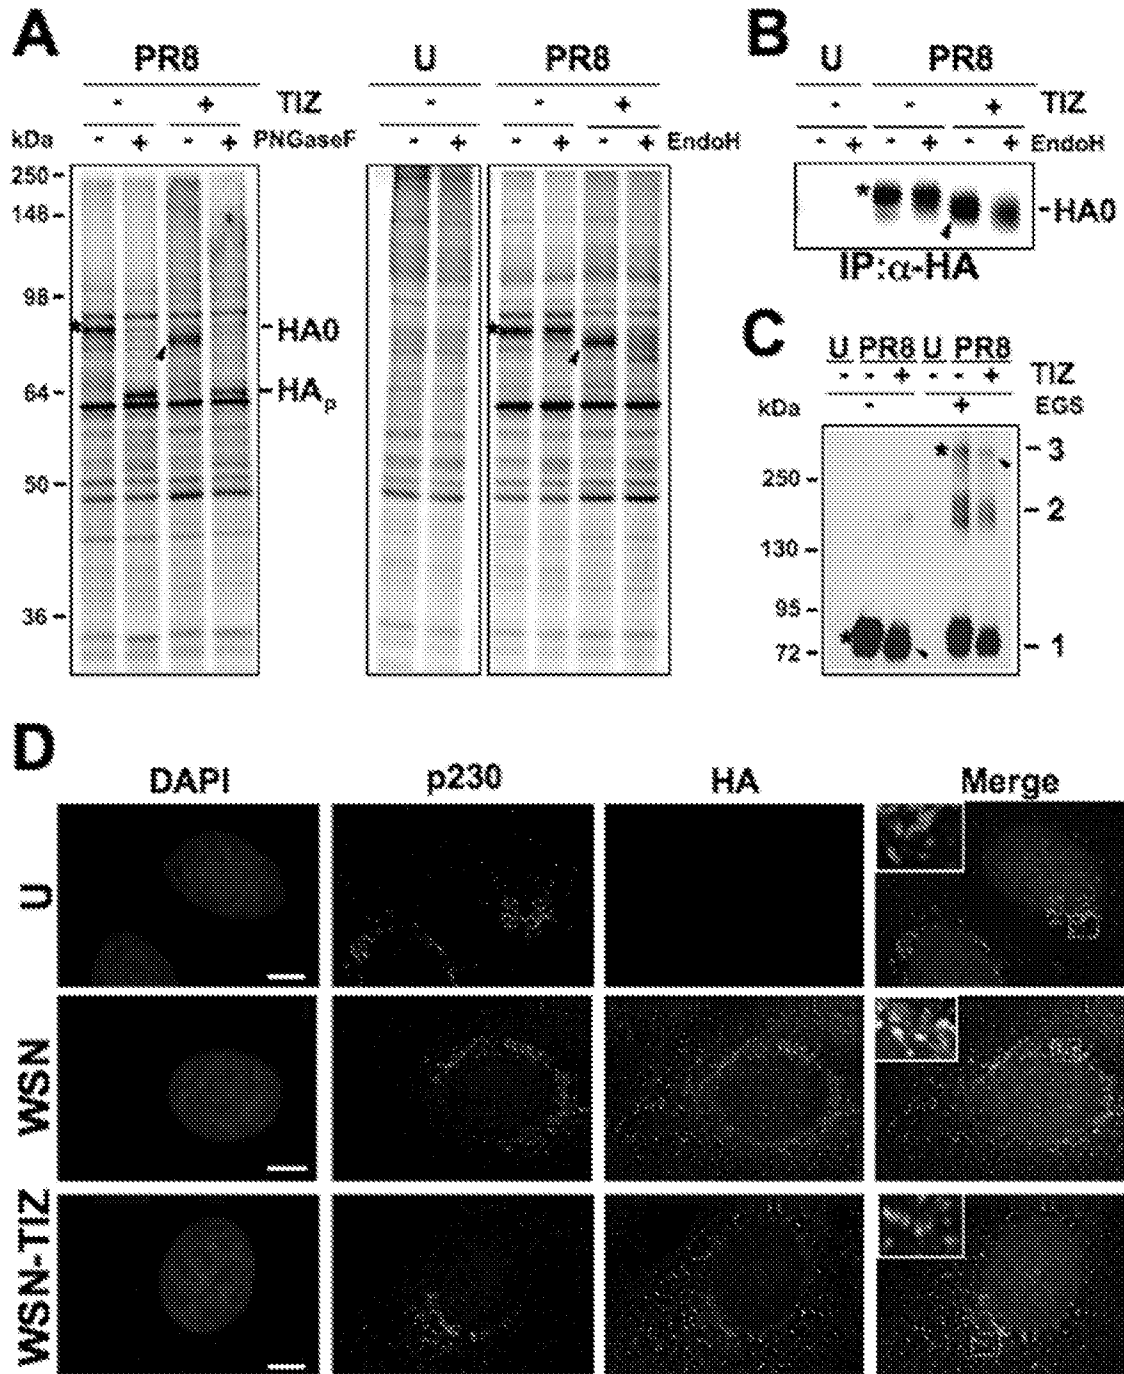 A
PR8 U PR8
- + TIZ - - +
kDa - + - + PNGaseF - + - + - + EndoH
250
148
98
64
50
36
HA0
HAp
B
U PR8
- - + TIZ
- + - + - + EndoH
* HA0
IP:α-HA
C
U PR8 U PR8
- - + - - + TIZ
kDa - + EGS
250
130
95
72
* 3
2
* 1
D
DAPI p230 HA Merge
U
WSN
WSN-TIZ